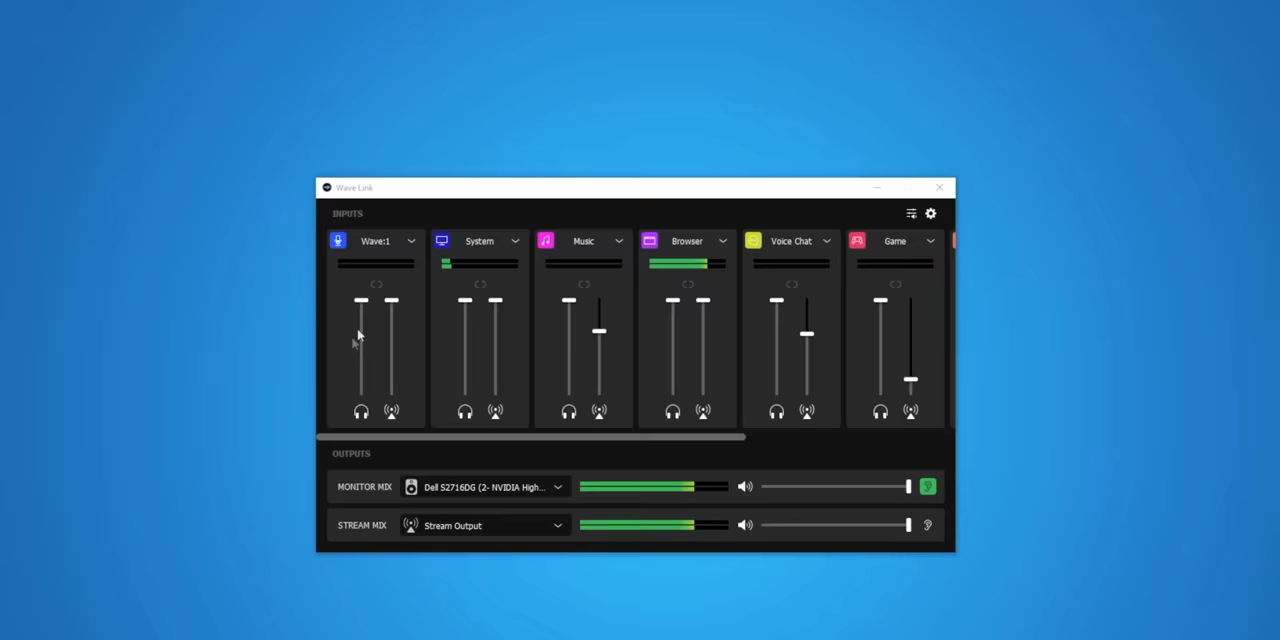 Wave Link
INPUTS
Wave:1 System Music Browser Voice Chat Game
OUTPUTS
MONITOR MIX Dell S2716DG (2- NVIDIA High...
STREAM MIX Stream Output